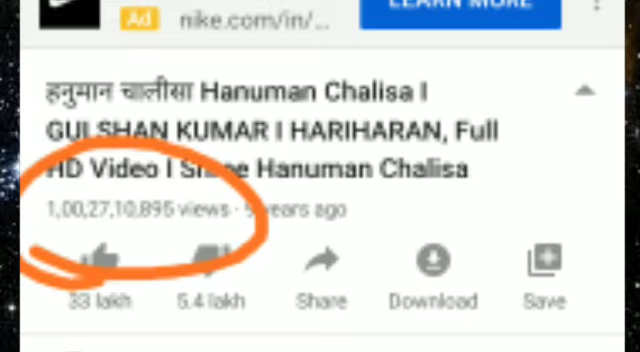 LEARN MORE
Ad nike.com/in/...
हनुमान चालीसा Hanuman Chalisa I
GULSHAN KUMAR I HARIHARAN, Full
HD Video I Shree Hanuman Chalisa
1,00,27,10,895 views · years ago
33 lakh 5.4 lakh Share Download Save